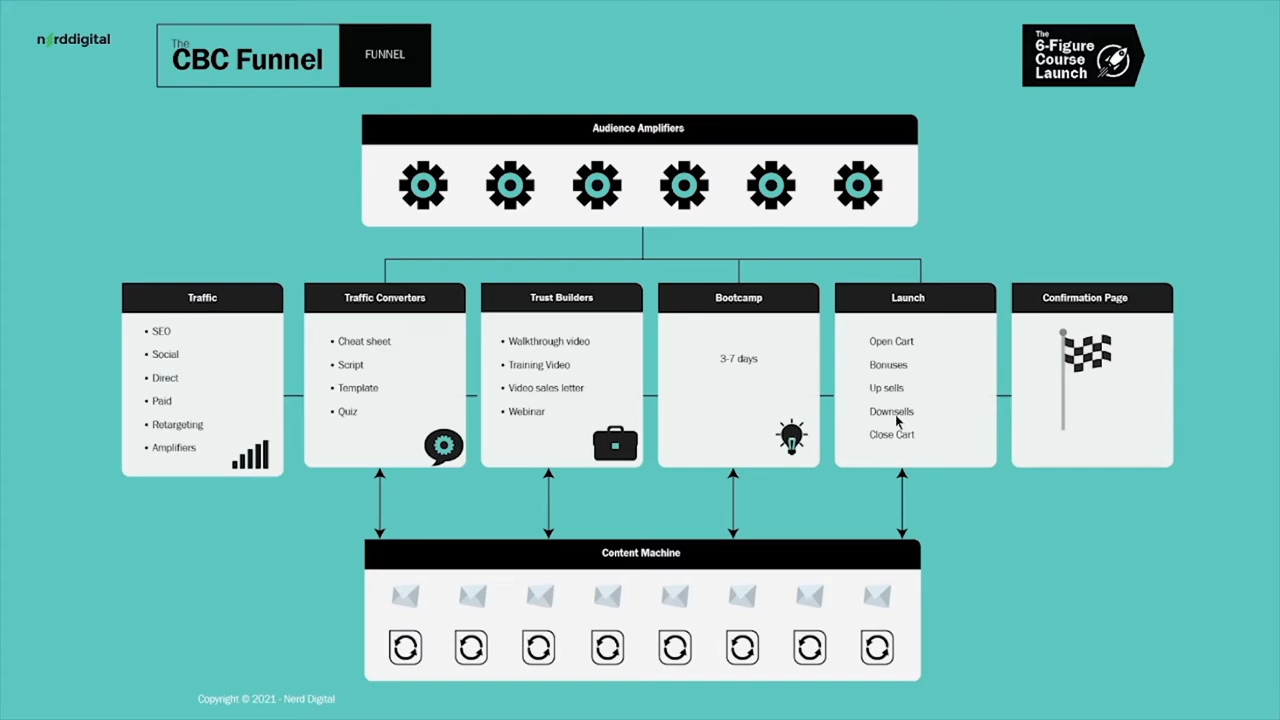 nerddigital
The
CBC Funnel
FUNNEL
The
6-Figure
Course
Launch
Audience Amplifiers
Traffic
• SEO
• Social
• Direct
• Paid
• Retargeting
• Amplifiers
Traffic Converters
• Cheat sheet
• Script
• Template
• Quiz
Trust Builders
• Walkthrough video
• Training Video
• Video sales letter
• Webinar
Bootcamp
3-7 days
Launch
Open Cart
Bonuses
Up sells
Downsells
Close Cart
Confirmation Page
Content Machine
Copyright © 2021 - Nerd Digital